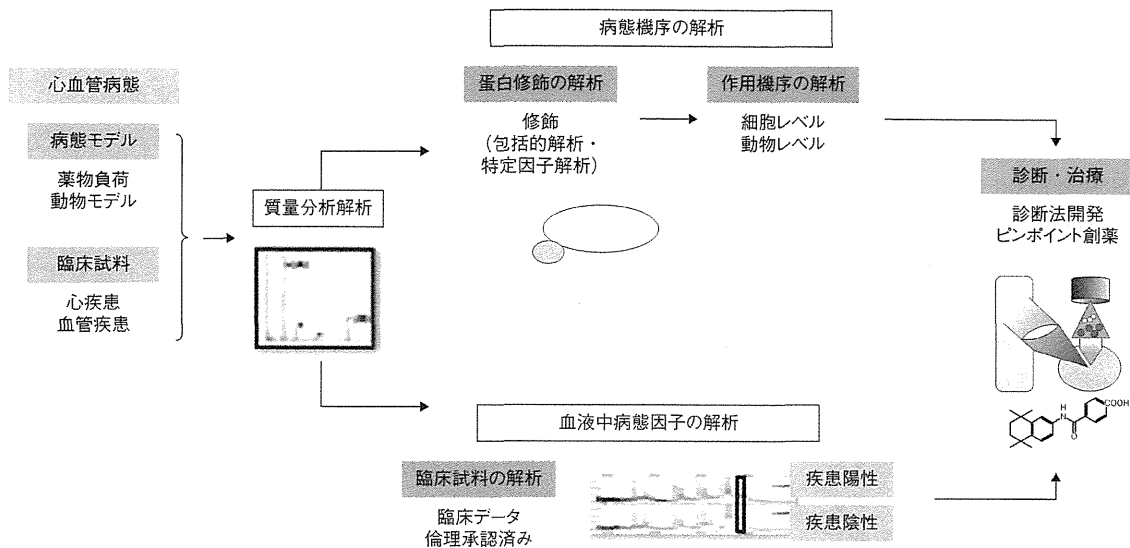 病態機序の解析
心血管病態
病態モデル
薬物負荷
動物モデル
臨床試料
心疾患
血管疾患
質量分析解析
蛋白修飾の解析
修飾
(包括的解析・
特定因子解析)
作用機序の解析
細胞レベル
動物レベル
診断・治療
診断法開発
ピンポイント創薬
H
N
O
COOH
血液中病態因子の解析
臨床試料の解析
臨床データ
倫理承認済み
疾患陽性
疾患陰性